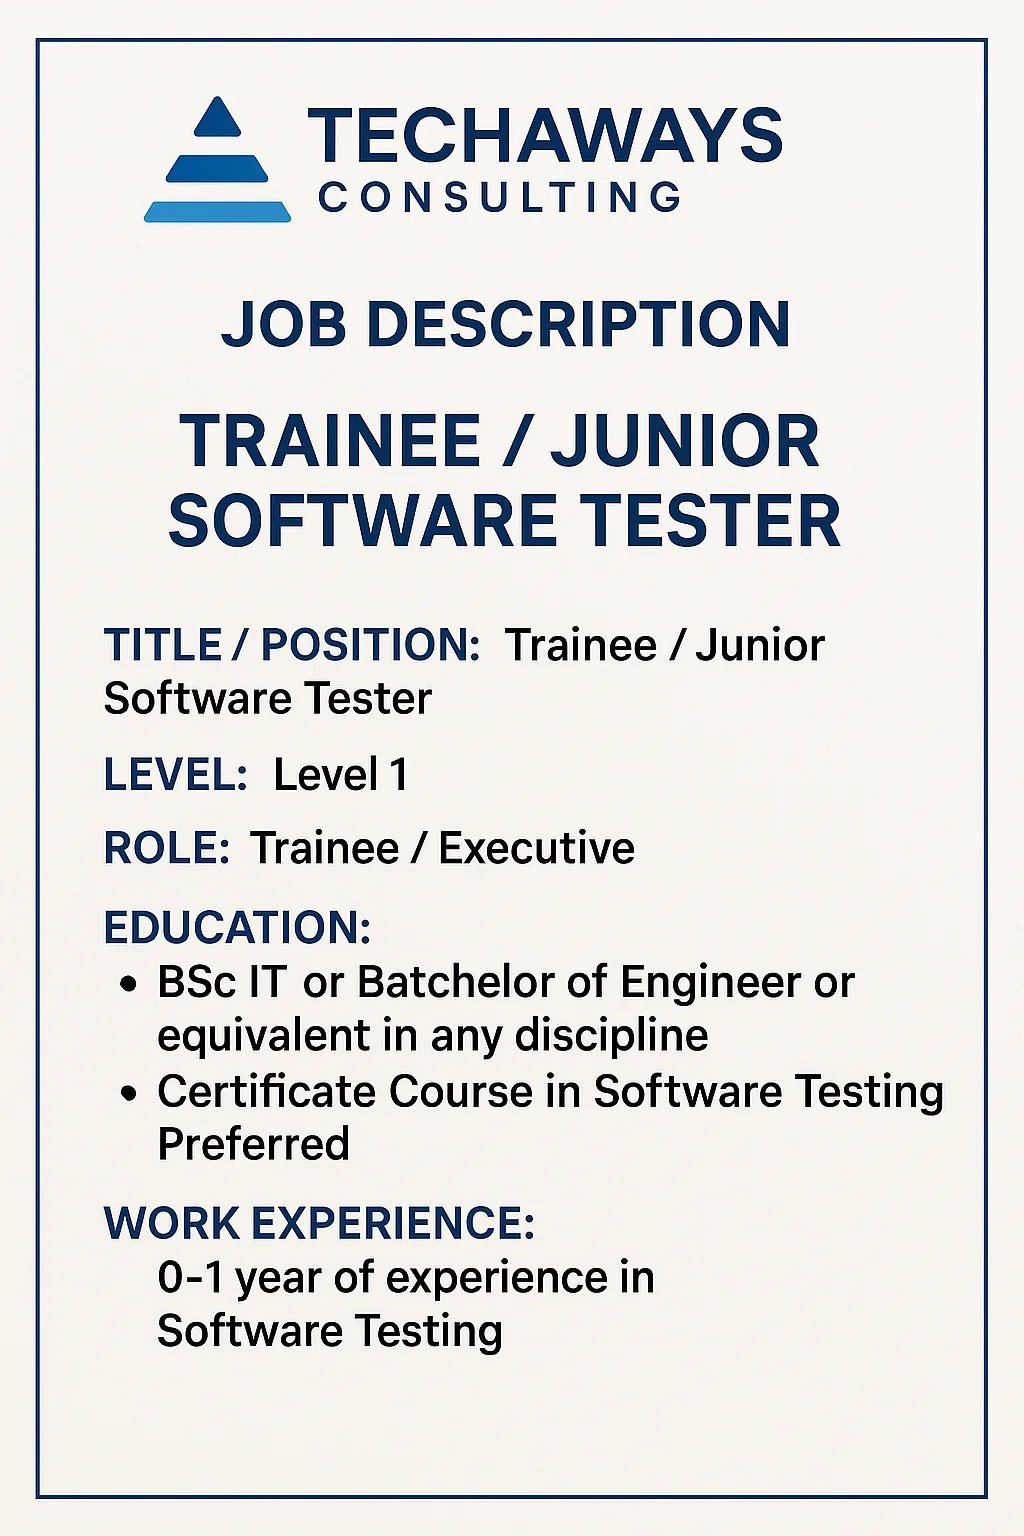 TECHAWAYS
CONSULTING
JOB DESCRIPTION
TRAINEE / JUNIOR
SOFTWARE TESTER
TITLE / POSITION: Trainee / Junior
Software Tester
LEVEL: Level 1
ROLE: Trainee / Executive
EDUCATION:
• BSc IT or Batchelor of Engineer or
equivalent in any discipline
• Certificate Course in Software Testing
Preferred
WORK EXPERIENCE:
0-1 year of experience in
Software Testing